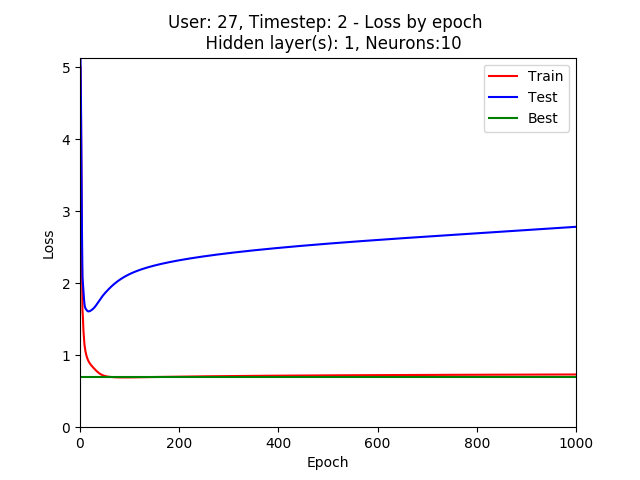 User: 27, Timestep: 2 - Loss by epoch
Hidden layer(s): 1, Neurons:10
Train
Test
Best
5
4
3
2
1
0
Loss
0 200 400 600 800 1000
Epoch